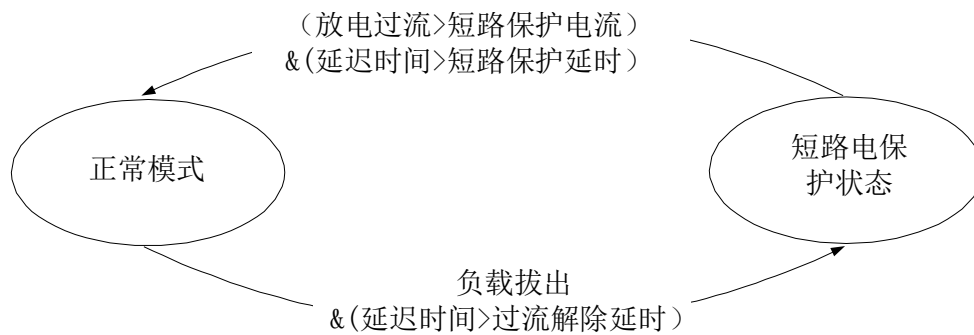 （放电过流>短路保护电流）
&(延迟时间>短路保护延时）
正常模式
短路电保
护状态
负载拔出
&(延迟时间>过流解除延时）